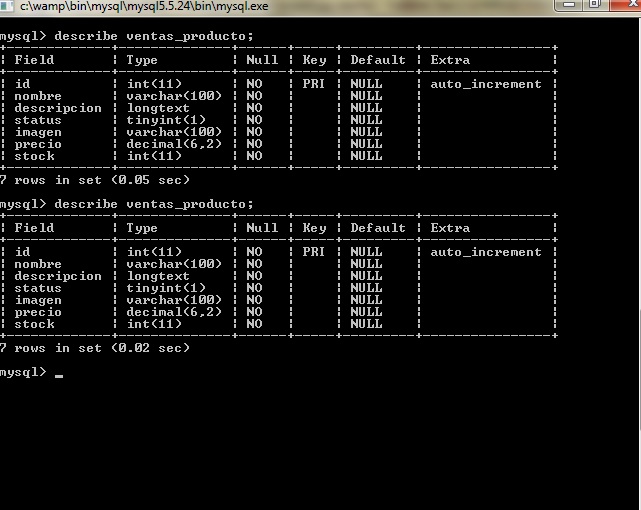 c:\wamp\bin\mysql\mysql5.5.24\bin\mysql.exe
mysql> describe ventas_producto;
+-------------+--------------+------+-----+---------+----------------+
¦ Field       ¦ Type         ¦ Null ¦ Key ¦ Default ¦ Extra          ¦
+-------------+--------------+------+-----+---------+----------------+
¦ id          ¦ int(11)      ¦ NO   ¦ PRI ¦ NULL    ¦ auto_increment ¦
¦ nombre      ¦ varchar(100) ¦ NO   ¦     ¦ NULL    ¦                ¦
¦ descripcion ¦ longtext     ¦ NO   ¦     ¦ NULL    ¦                ¦
¦ status      ¦ tinyint(1)   ¦ NO   ¦     ¦ NULL    ¦                ¦
¦ imagen      ¦ varchar(100) ¦ NO   ¦     ¦ NULL    ¦                ¦
¦ precio      ¦ decimal(6,2) ¦ NO   ¦     ¦ NULL    ¦                ¦
¦ stock       ¦ int(11)      ¦ NO   ¦     ¦ NULL    ¦                ¦
+-------------+--------------+------+-----+---------+----------------+
7 rows in set (0.05 sec)
mysql> describe ventas_producto;
+-------------+--------------+------+-----+---------+----------------+
¦ Field       ¦ Type         ¦ Null ¦ Key ¦ Default ¦ Extra          ¦
+-------------+--------------+------+-----+---------+----------------+
¦ id          ¦ int(11)      ¦ NO   ¦ PRI ¦ NULL    ¦ auto_increment ¦
¦ nombre      ¦ varchar(100) ¦ NO   ¦     ¦ NULL    ¦                ¦
¦ descripcion ¦ longtext     ¦ NO   ¦     ¦ NULL    ¦                ¦
¦ status      ¦ tinyint(1)   ¦ NO   ¦     ¦ NULL    ¦                ¦
¦ imagen      ¦ varchar(100) ¦ NO   ¦     ¦ NULL    ¦                ¦
¦ precio      ¦ decimal(6,2) ¦ NO   ¦     ¦ NULL    ¦                ¦
¦ stock       ¦ int(11)      ¦ NO   ¦     ¦ NULL    ¦                ¦
+-------------+--------------+------+-----+---------+----------------+
7 rows in set (0.02 sec)
mysql> _